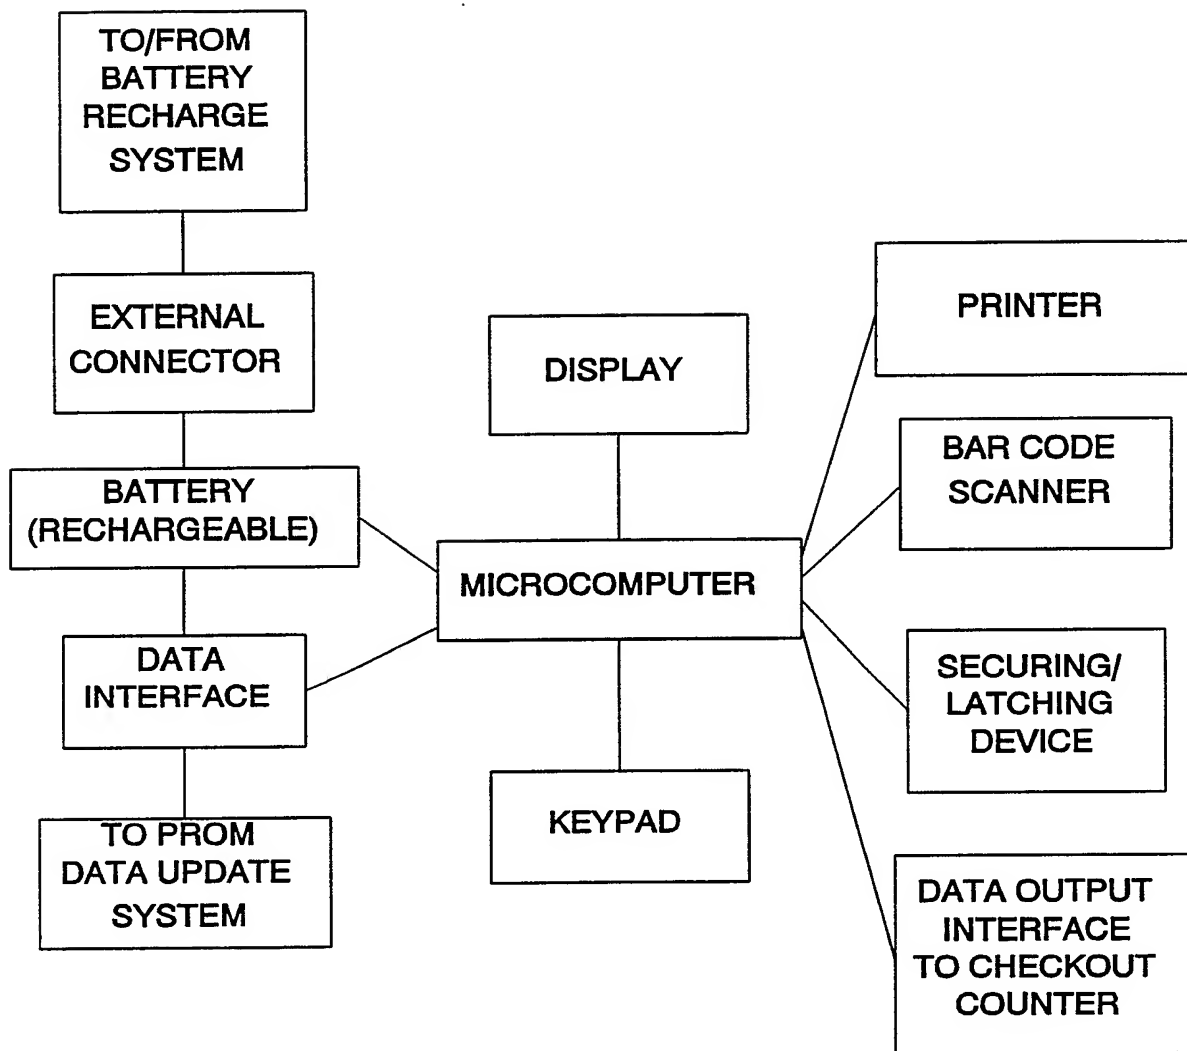 TO/FROM
BATTERY
RECHARGE
SYSTEM
EXTERNAL
CONNECTOR
BATTERY
(RECHARGEABLE)
DATA
INTERFACE
TO PROM
DATA UPDATE
SYSTEM
DISPLAY
MICROCOMPUTER
KEYPAD
PRINTER
BAR CODE
SCANNER
SECURING/
LATCHING
DEVICE
DATA OUTPUT
INTERFACE
TO CHECKOUT
COUNTER